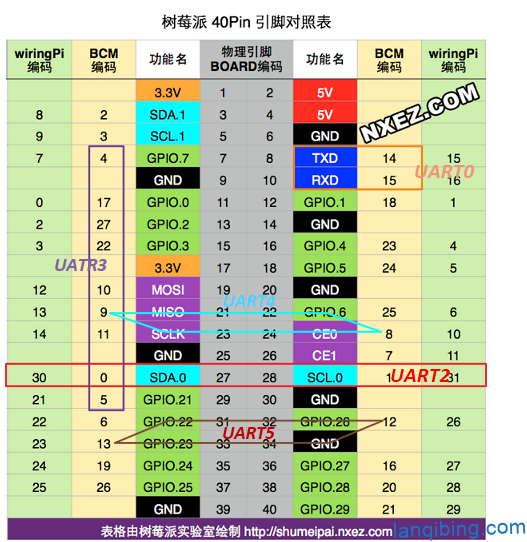 树莓派 40Pin 引脚对照表
wiringPi 编码 BCM 编码 功能名 物理引脚 BOARD编码 功能名 BCM 编码 wiringPi 编码
3.3V 1 2 5V
8 2 SDA.1 3 4 5V
9 3 SCL.1 5 6 GND
7 4 GPIO.7 7 8 TXD 14 15
GND 9 10 RXD 15 16
0 17 GPIO.0 11 12 GPIO.1 18 1
2 27 GPIO.2 13 14 GND
3 22 GPIO.3 15 16 GPIO.4 23 4
3.3V 17 18 GPIO.5 24 5
12 10 MOSI 19 20 GND
13 9 MISO 21 22 GPIO.6 25 6
14 11 SCLK 23 24 CE0 8 10
GND 25 26 CE1 7 11
30 0 SDA.0 27 28 SCL.0 1 31
21 5 GPIO.21 29 30 GND
22 6 GPIO.22 31 32 GPIO.26 12 26
23 13 GPIO.23 33 34 GND
24 19 GPIO.24 35 36 GPIO.27 16 27
25 26 GPIO.25 37 38 GPIO.28 20 28
GND 39 40 GPIO.29 21 29
表格由树莓派实验室绘制 http://shumeipai.nxez.com
NXEZ.COM
UART0
UATR3
UART4
UART2
UART5
lanqibing.com